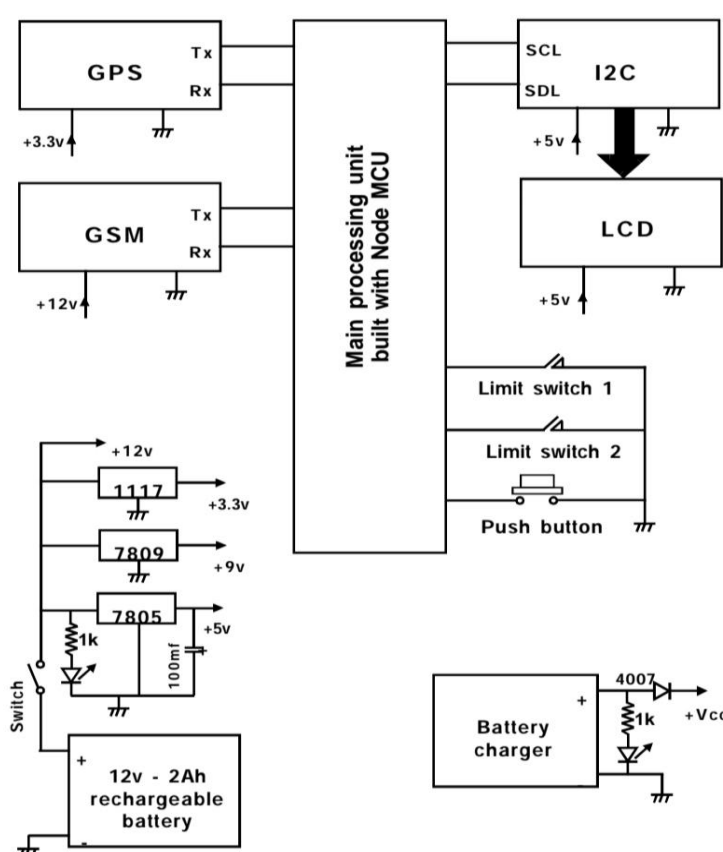 Tx
GPS
Rx
+3.3v
Tx
GSM
Rx
+12v
Main processing unit
built with Node MCU
SCL
I2C
SDL
+5v
LCD
+5v
Limit switch 1
Limit switch 2
Push button
+12v
1117
+3.3v
7809
+9v
7805
+5v
1k
100mf
+
Switch
+
12v - 2Ah
rechargeable
battery
-
4007
+
+Vcc
1k
Battery
charger
-